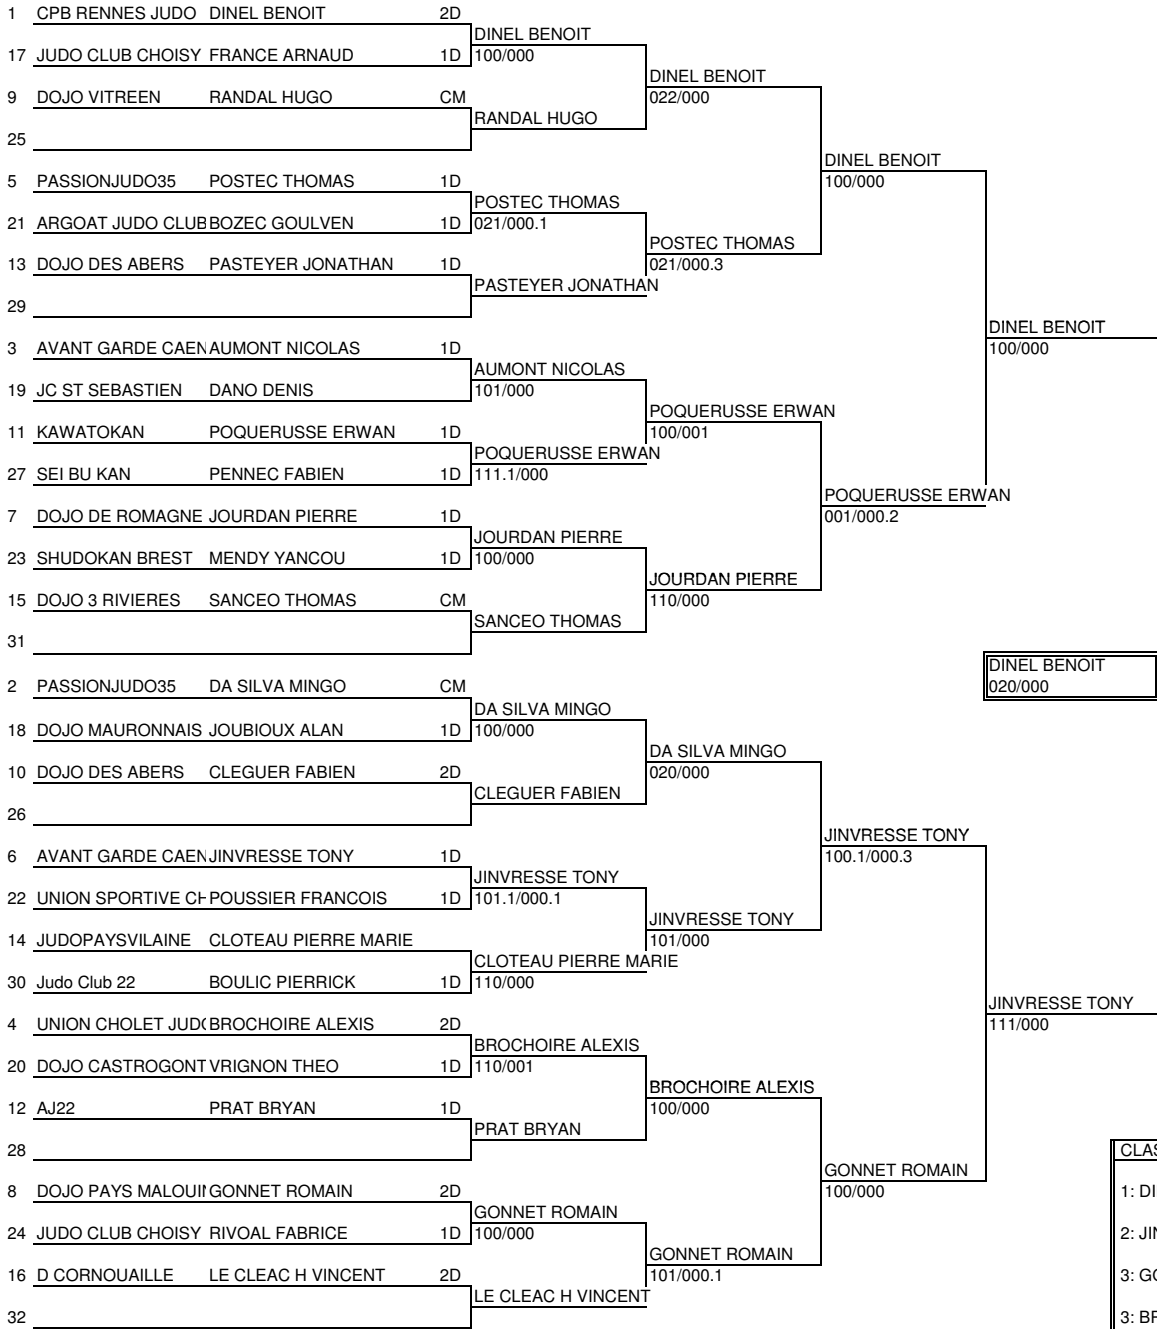 1 CPB RENNES JUDO DINEL BENOIT 2D
DINEL BENOIT
17 JUDO CLUB CHOISY FRANCE ARNAUD 1D 100/000
DINEL BENOIT
9 DOJO VITREEN RANDAL HUGO CM 022/000
RANDAL HUGO
25
DINEL BENOIT
5 PASSIONJUDO35 POSTEC THOMAS 1D 100/000
POSTEC THOMAS
21 ARGOAT JUDO CLUB BOZEC GOULVEN 1D 021/000.1
POSTEC THOMAS
13 DOJO DES ABERS PASTEYER JONATHAN 1D 021/000.3
PASTEYER JONATHAN
29
DINEL BENOIT
3 AVANT GARDE CAEN AUMONT NICOLAS 1D 100/000
AUMONT NICOLAS
19 JC ST SEBASTIEN DANO DENIS 101/000
POQUERUSSE ERWAN
11 KAWATOKAN POQUERUSSE ERWAN 1D 100/001
POQUERUSSE ERWAN
27 SEI BU KAN PENNEC FABIEN 1D 111.1/000
POQUERUSSE ERWAN
7 DOJO DE ROMAGNE JOURDAN PIERRE 1D 001/000.2
JOURDAN PIERRE
23 SHUDOKAN BREST MENDY YANCOU 1D 100/000
JOURDAN PIERRE
15 DOJO 3 RIVIERES SANCEO THOMAS CM 110/000
SANCEO THOMAS
31
DINEL BENOIT
2 PASSIONJUDO35 DA SILVA MINGO CM 020/000
DA SILVA MINGO
18 DOJO MAURONNAIS JOUBIOUX ALAN 1D 100/000
DA SILVA MINGO
10 DOJO DES ABERS CLEGUER FABIEN 2D 020/000
CLEGUER FABIEN
26
JINVRESSE TONY
6 AVANT GARDE CAEN JINVRESSE TONY 1D 100.1/000.3
JINVRESSE TONY
22 UNION SPORTIVE CH POUSSIER FRANCOIS 1D 101.1/000.1
JINVRESSE TONY
14 JUDOPAYSVILAINE CLOTEAU PIERRE MARIE 101/000
CLOTEAU PIERRE MARIE
30 Judo Club 22 BOULIC PIERRICK 1D 110/000
JINVRESSE TONY
4 UNION CHOLET JUDO BROCHOIRE ALEXIS 2D 111/000
BROCHOIRE ALEXIS
20 DOJO CASTROGONT VRIGNON THEO 1D 110/001
BROCHOIRE ALEXIS
12 AJ22 PRAT BRYAN 1D 100/000
PRAT BRYAN
28 CLAS
GONNET ROMAIN
8 DOJO PAYS MALOUIN GONNET ROMAIN 2D 100/000 1: DI
GONNET ROMAIN
24 JUDO CLUB CHOISY RIVOAL FABRICE 1D 100/000 2: JIN
GONNET ROMAIN
16 D CORNOUAILLE LE CLEAC H VINCENT 2D 101/000.1 3: GO
LE CLEAC H VINCENT
32 3: BR